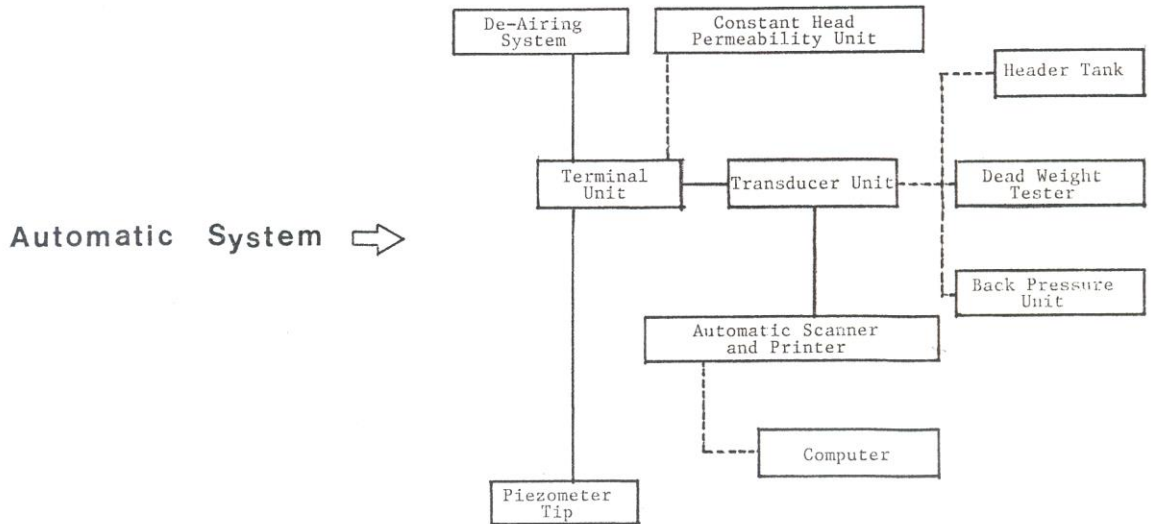 De-Airing
System
Constant Head
Permeability Unit
Header Tank
Terminal
Unit
Transducer Unit
Dead Weight
Tester
Automatic System
Back Pressure
Unit
Automatic Scanner
and Printer
Computer
Piezometer
Tip